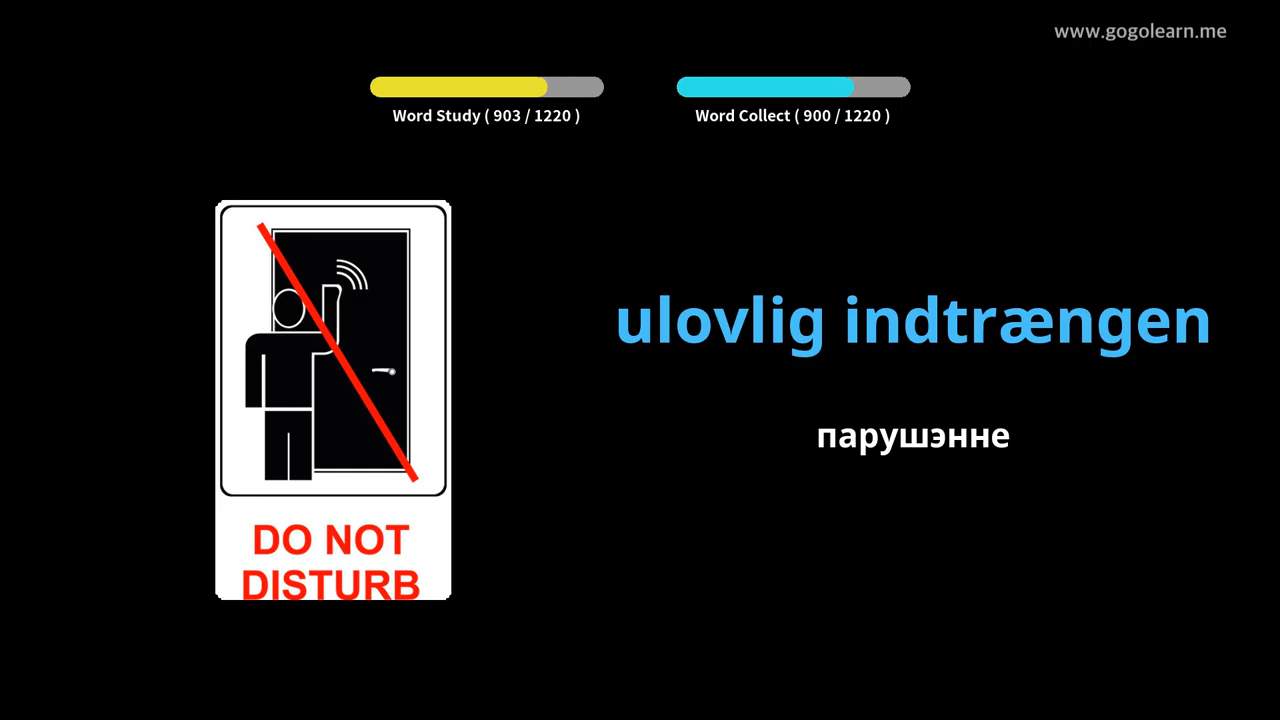 www.gogolearn.me
Word Study ( 903 / 1220 )
Word Collect ( 900 / 1220 )
ulovlig indtrængen
парушэнне
DO NOT
DISTURB